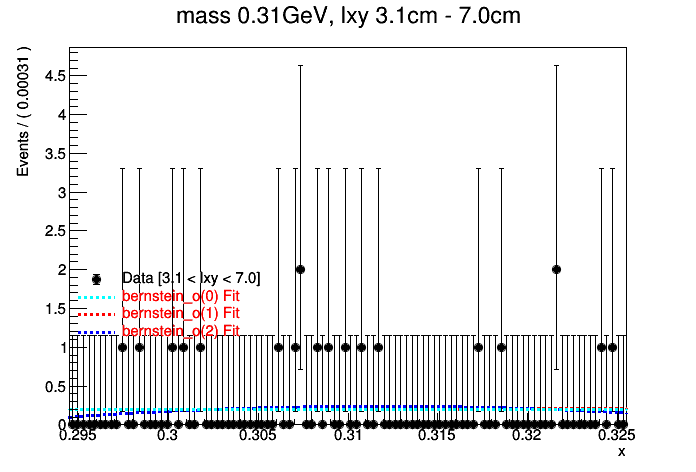 mass 0.31GeV, lxy 3.1cm - 7.0cm
Events / ( 0.00031 )
4.5
4
3.5
3
2.5
2
1.5
1
0.5
0
Data [3.1 < lxy < 7.0]
bernstein_o(0) Fit
bernstein_o(1) Fit
bernstein_o(2) Fit
0.295 0.3 0.305 0.31 0.315 0.32 0.325
x